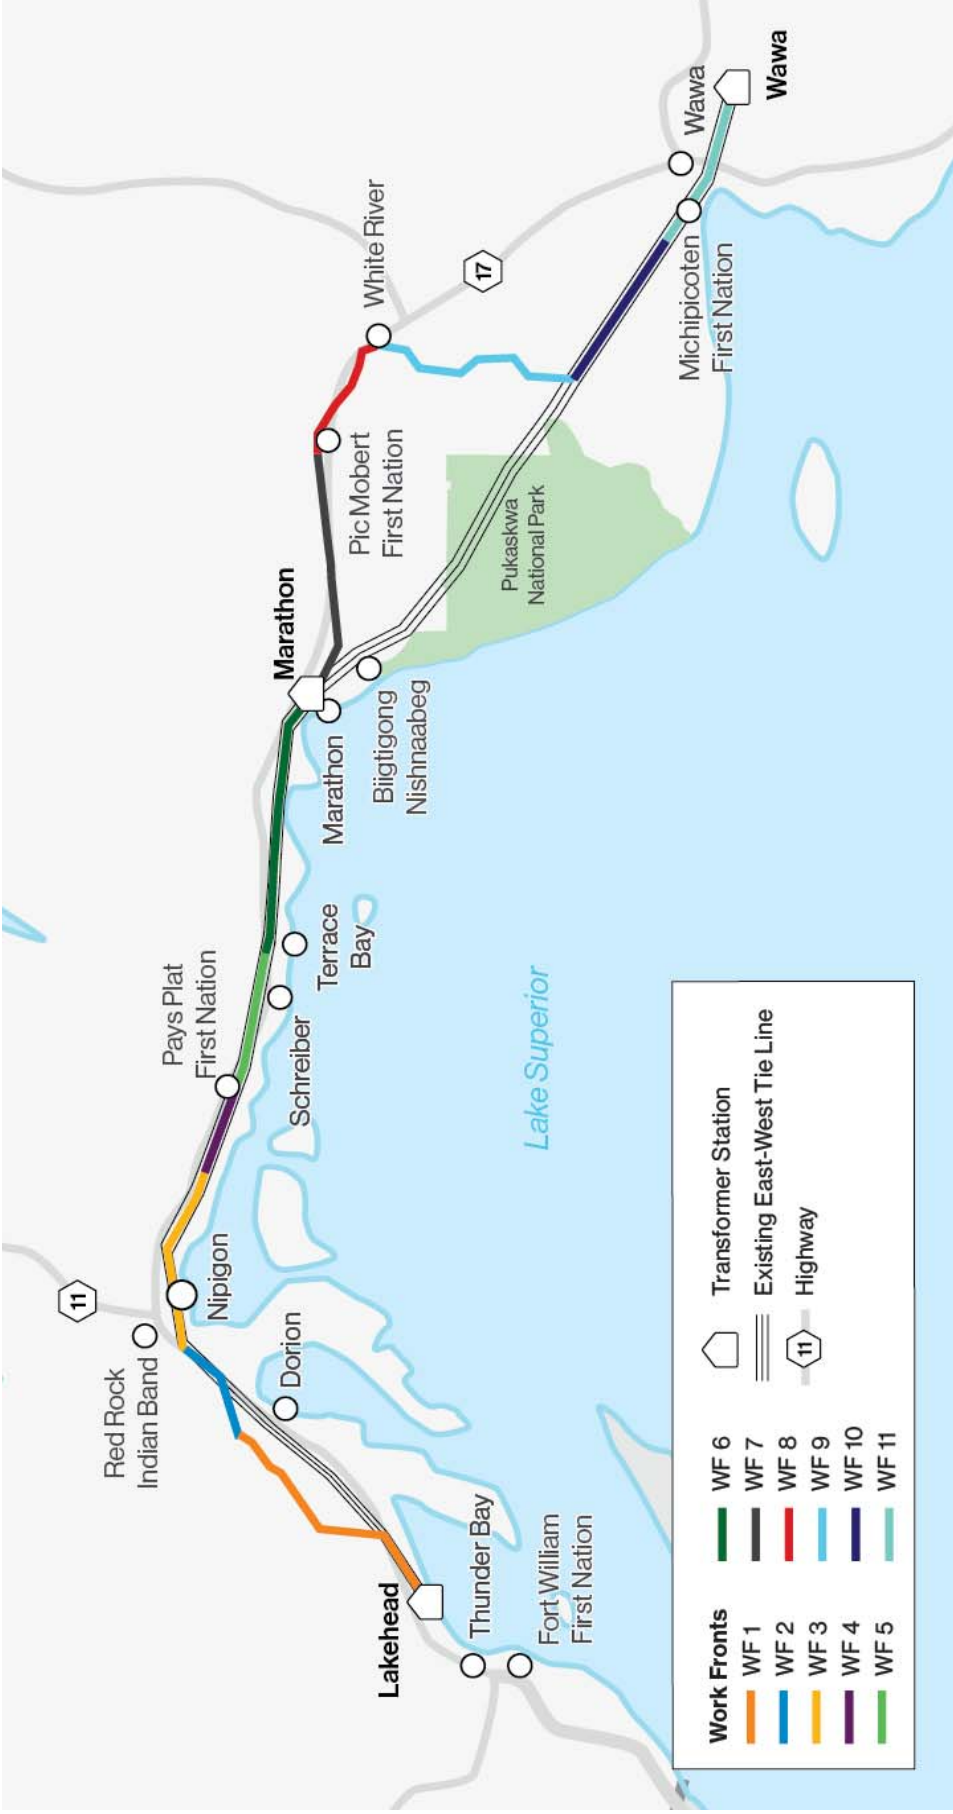 11
Red Rock
Indian Band
Nipigon
Dorion
Lakehead
Thunder Bay
Fort William
First Nation
Pays Plat
First Nation
Schreiber
Terrace
Bay
Marathon
Marathon
Biigtigong
Nishnaabeg
Pic Mobert
First Nation
White River
17
Pukaskwa
National Park
Michipicoten
First Nation
Wawa
Wawa
Lake Superior
Work Fronts
WF 1
WF 2
WF 3
WF 4
WF 5
WF 6
WF 7
WF 8
WF 9
WF 10
WF 11
Transformer Station
Existing East-West Tie Line
11
Highway